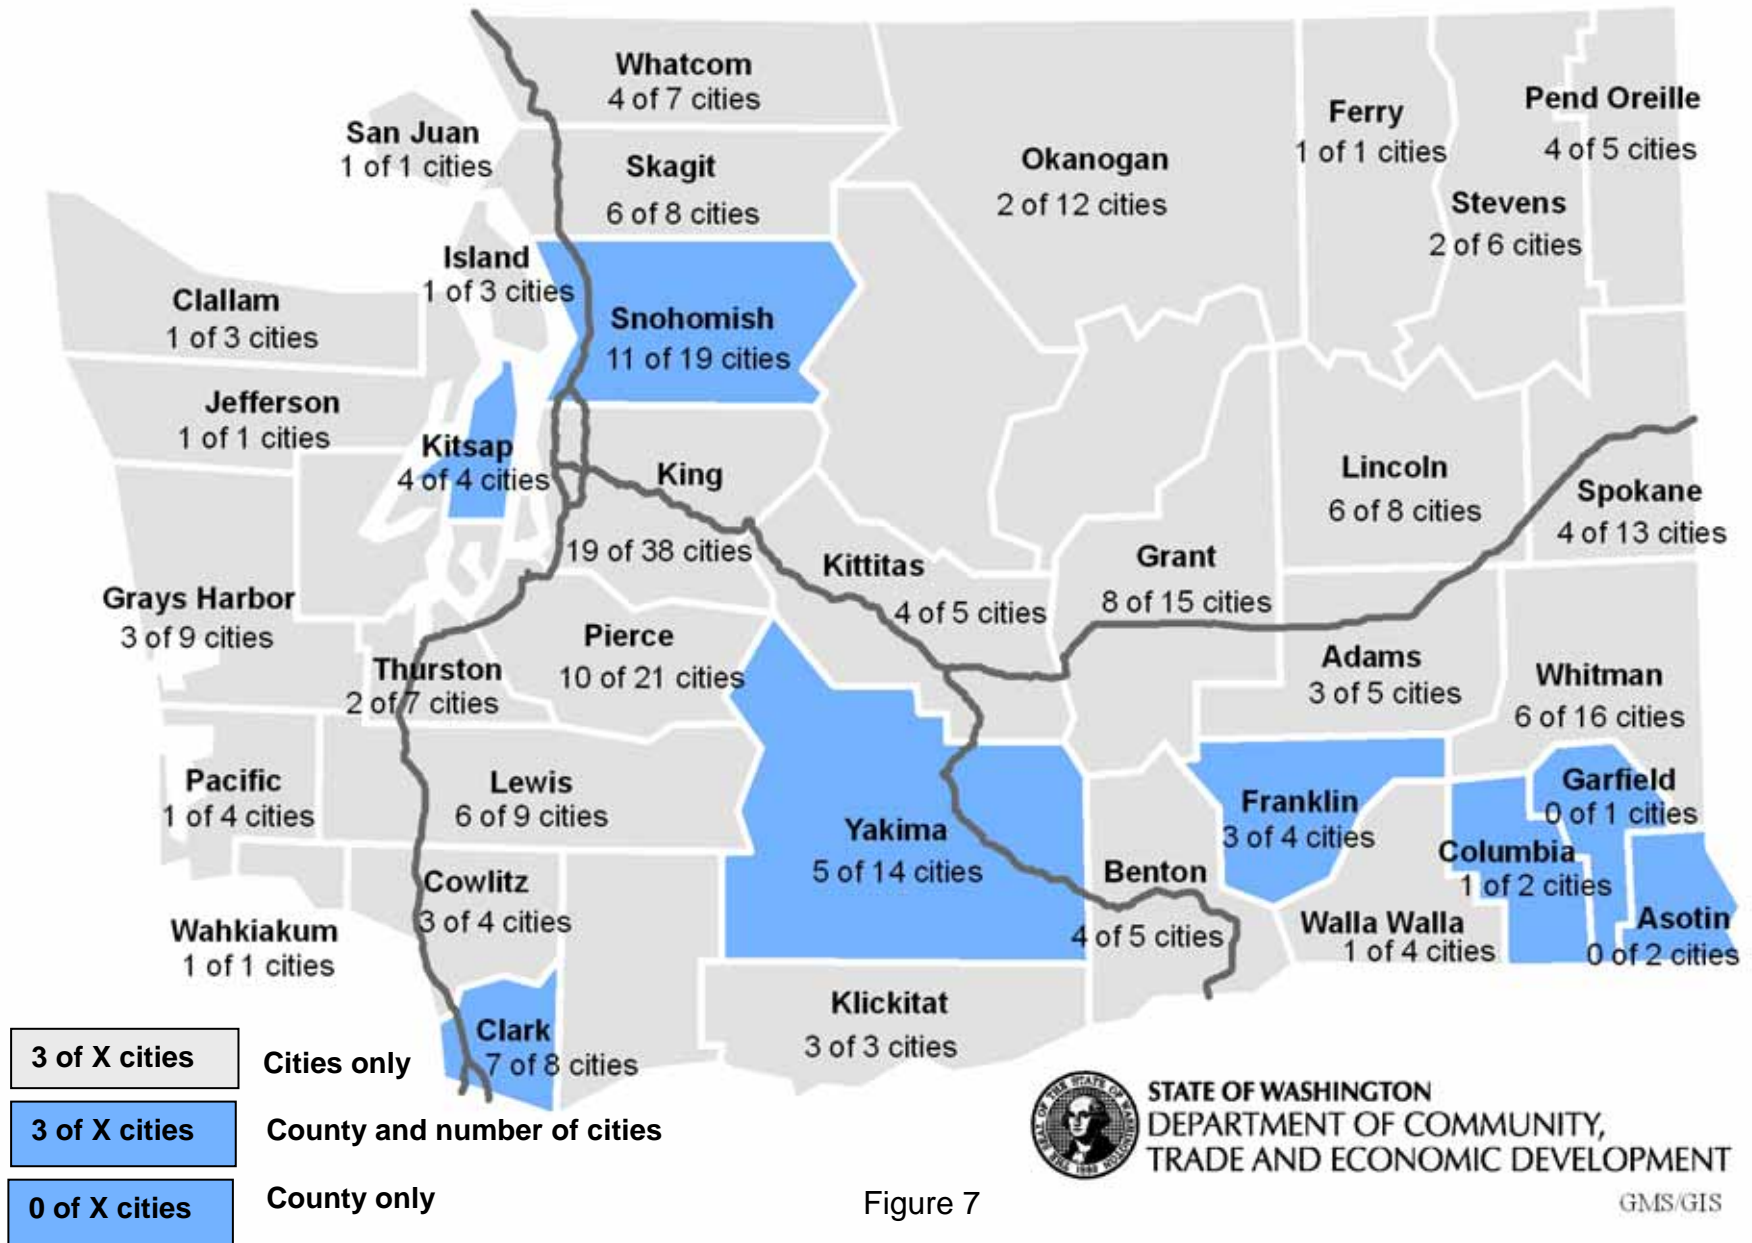 Whatcom
4 of 7 cities
San Juan
1 of 1 cities
Skagit
6 of 8 cities
Okanogan
2 of 12 cities
Ferry
1 of 1 cities
Pend Oreille
4 of 5 cities
Stevens
2 of 6 cities
Island
1 of 3 cities
Clallam
1 of 3 cities
Snohomish
11 of 19 cities
Jefferson
1 of 1 cities
Kitsap
4 of 4 cities
King
19 of 38 cities
Lincoln
6 of 8 cities
Spokane
4 of 13 cities
Kittitas
4 of 5 cities
Grant
8 of 15 cities
Grays Harbor
3 of 9 cities
Pierce
10 of 21 cities
Thurston
2 of 7 cities
Adams
3 of 5 cities
Whitman
6 of 16 cities
Pacific
1 of 4 cities
Lewis
6 of 9 cities
Yakima
5 of 14 cities
Franklin
3 of 4 cities
Garfield
0 of 1 cities
Columbia
1 of 2 cities
Benton
4 of 5 cities
Walla Walla
1 of 4 cities
Asotin
0 of 2 cities
Cowlitz
3 of 4 cities
Wahkiakum
1 of 1 cities
Klickitat
3 of 3 cities
Clark
7 of 8 cities
3 of X cities
Cities only
3 of X cities
County and number of cities
0 of X cities
County only
Figure 7
THE SEAL OF THE STATE OF WASHINGTON
1889
STATE OF WASHINGTON
DEPARTMENT OF COMMUNITY,
TRADE AND ECONOMIC DEVELOPMENT
GMS/GIS